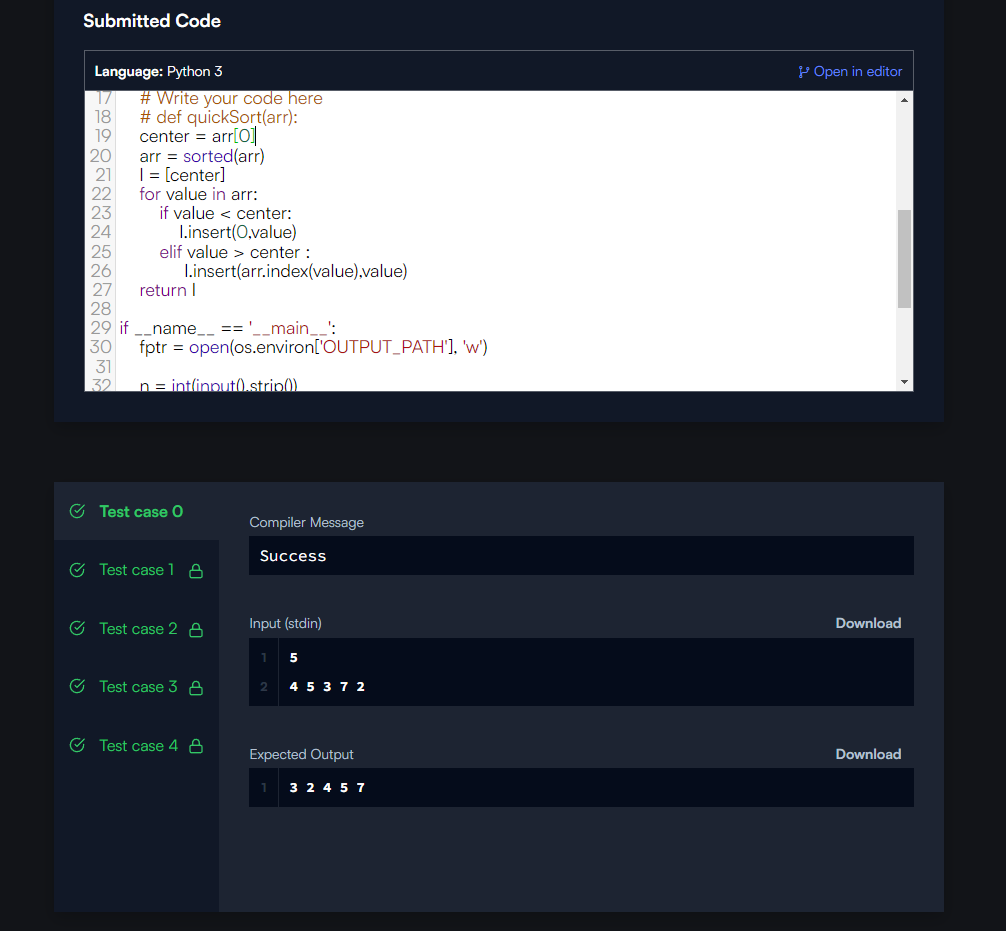 Submitted Code
Language: Python 3
Open in editor
17 # Write your code here
18 # def quickSort(arr):
19 center = arr[0]
20 arr = sorted(arr)
21 l = [center]
22 for value in arr:
23 if value < center:
24 l.insert(0,value)
25 elif value > center :
26 l.insert(arr.index(value),value)
27 return l
28
29 if __name__ == '__main__':
30 fptr = open(os.environ['OUTPUT_PATH'], 'w')
31
32 n = int(input().strip())
Test case 0
Test case 1
Test case 2
Test case 3
Test case 4
Compiler Message
Success
Input (stdin)
Download
1 5
2 4 5 3 7 2
Expected Output
Download
1 3 2 4 5 7